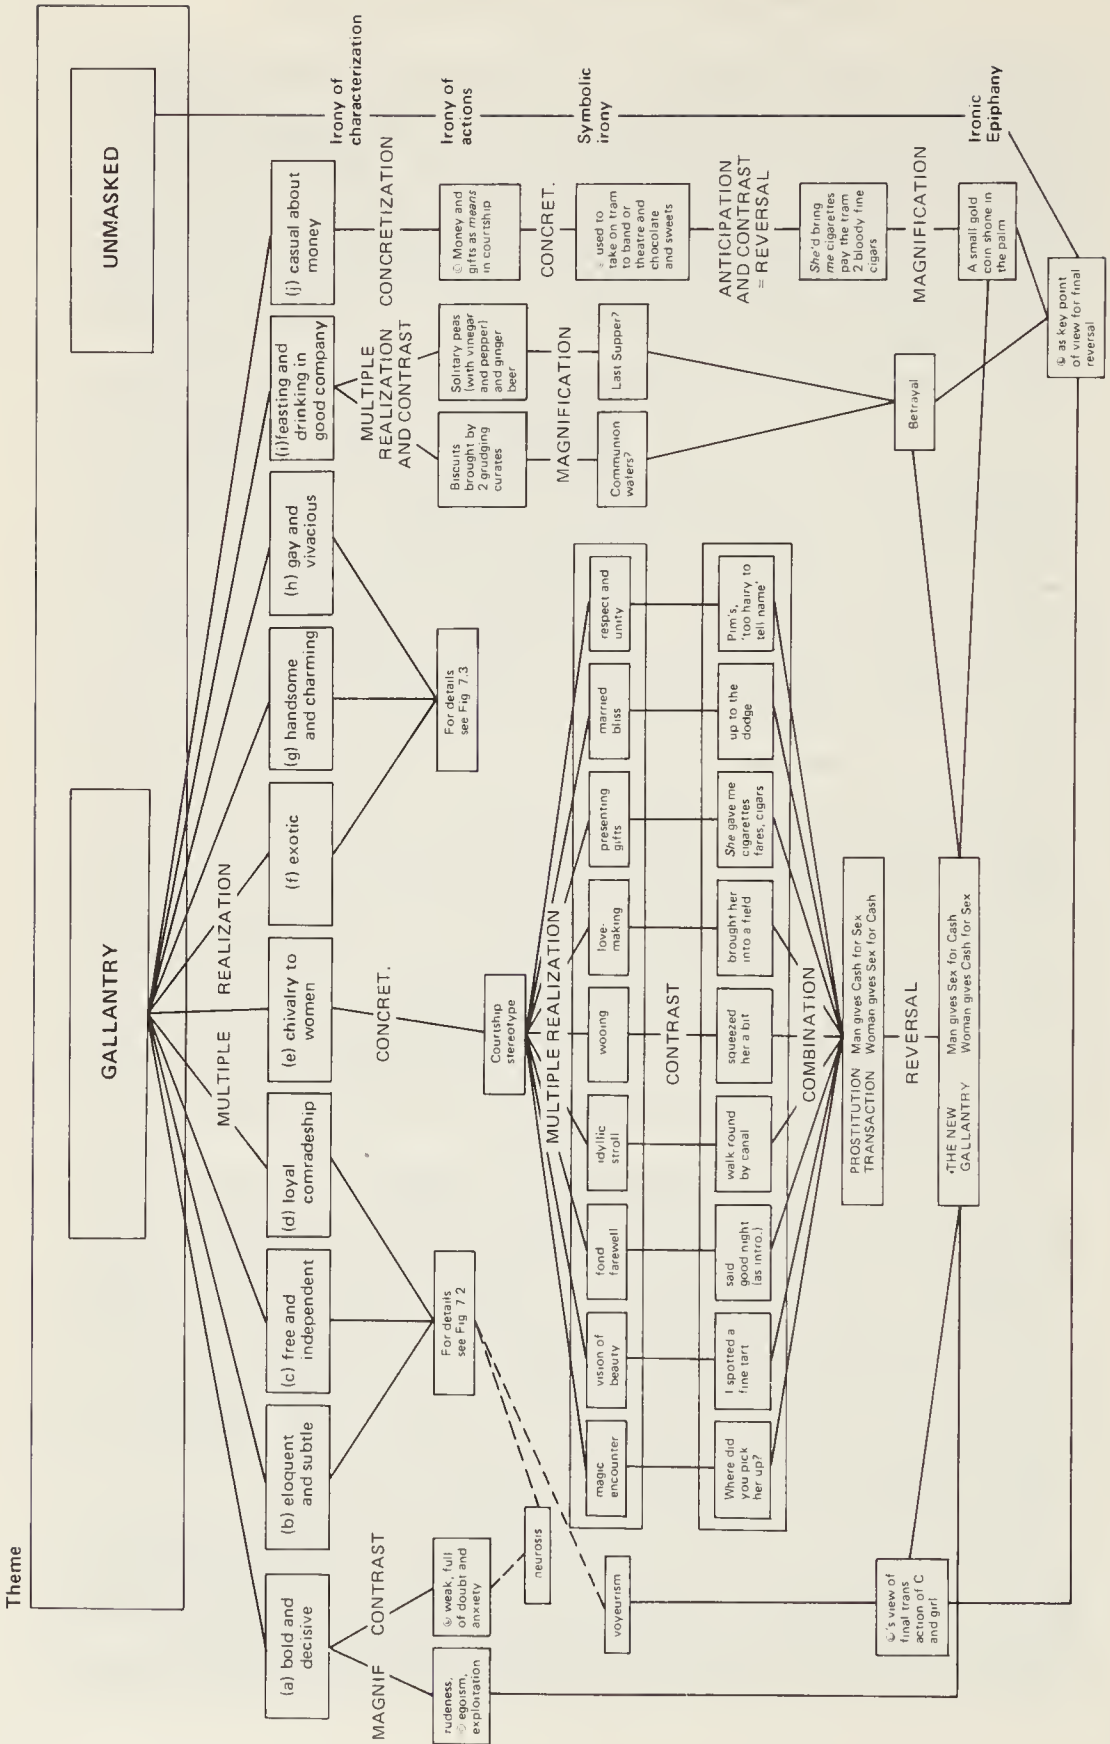 Theme
GALLANTRY
UNMASKED
MULTIPLE REALIZATION
(a) bold and
decisive
(b) eloquent
and subtle
(c) free and
independent
(d) loyal
comradeship
(e) chivalry to
women
(f) exotic
(g) handsome
and charming
(h) gay and
vivacious
(i) feasting and
drinking in
good company
(j) casual about
money
Irony of
characterization
MAGNIF
CONTRAST
CONCRET.
MULTIPLE
REALIZATION
AND CONTRAST
CONCRETIZATION
rudeness,
egoism,
exploitation
weak, full
of doubt and
anxiety
For details
see Fig 7.2
For details
see Fig 7.3
Biscuits
brought by
2 grudging
curates
Solitary peas
(with vinegar
and pepper)
and ginger
beer
© Money and
gifts as means
in courtship
Irony of
actions
neurosis
Courtship
stereotype
MAGNIFICATION
CONCRET.
MULTIPLE REALIZATION
voyeurism
magic
encounter
vision of
beauty
fond
farewell
idyllic
stroll
wooing
love-
making
presenting
gifts
married
bliss
respect and
unity
Communion
wafers?
Last Supper?
used to
take on tram
to band or
theatre and
chocolate
and sweets
Symbolic
irony
CONTRAST
Where did
you pick
her up?
I spotted a
fine tart
said
good night
(as intro.)
walk round
by canal
squeezed
her a bit
brought her
into a field
She gave me
cigarettes
fares, cigars
up to the
dodge
Pim's,
'too hairy to
tell name'
ANTICIPATION
AND CONTRAST
= REVERSAL
COMBINATION
She'd bring
me cigarettes
pay the tram
2 bloody fine
cigars
PROSTITUTION Man gives Cash for Sex
TRANSACTION Woman gives Sex for Cash
©'s view of
final trans
action of C
and girl
REVERSAL
Betrayal
MAGNIFICATION
•THE NEW Man gives Sex for Cash
GALLANTRY Woman gives Cash for Sex
A small gold
coin shone in
the palm
Ironic
Epiphany
© as key point
of view for final
reversal